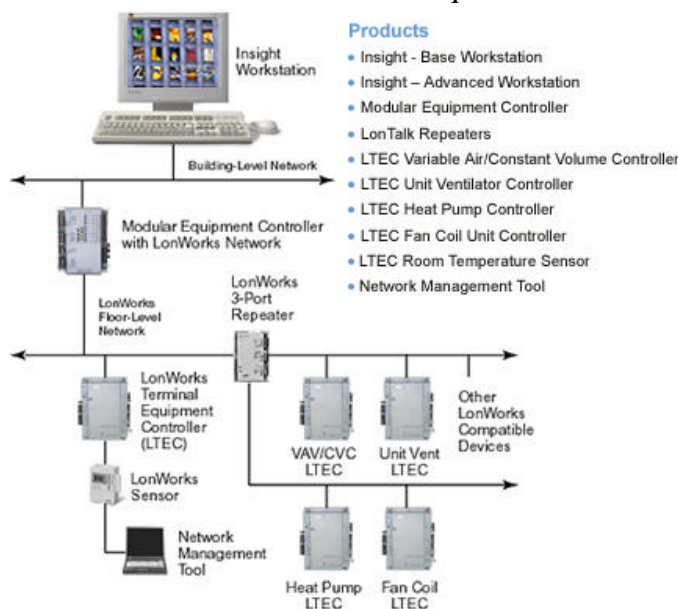 Insight
Workstation
Building-Level Network
Modular Equipment Controller
with LonWorks Network
LonWorks
Floor-Level
Network
LonWorks
3-Port
Repeater
LonWorks
Terminal
Equipment
Controller
(LTEC)
VAV/CVC
LTEC
Unit Vent
LTEC
Other
LonWorks
Compatible
Devices
LonWorks
Sensor
Network
Management
Tool
Heat Pump
LTEC
Fan Coil
LTEC
Products
• Insight - Base Workstation
• Insight – Advanced Workstation
• Modular Equipment Controller
• LonTalk Repeaters
• LTEC Variable Air/Constant Volume Controller
• LTEC Unit Ventilator Controller
• LTEC Heat Pump Controller
• LTEC Fan Coil Unit Controller
• LTEC Room Temperature Sensor
• Network Management Tool